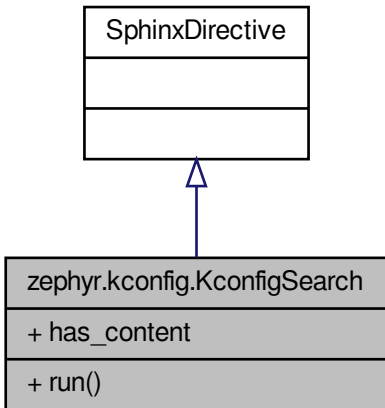 SphinxDirective
zephyr.kconfig.KconfigSearch
+ has_content
+ run()